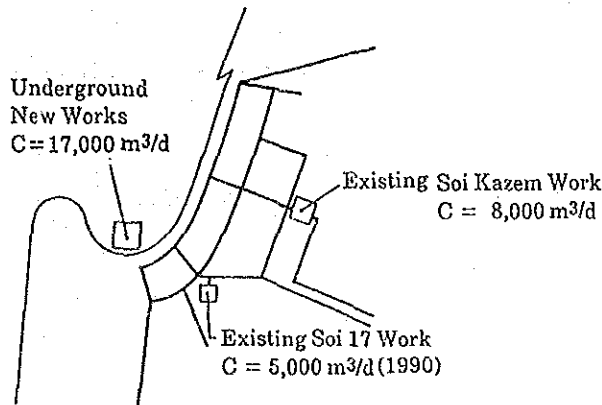 Underground
New Works
C=17,000 m³/d
Existing Soi Kazem Work
C = 8,000 m³/d
Existing Soi 17 Work
C = 5,000 m³/d (1990)